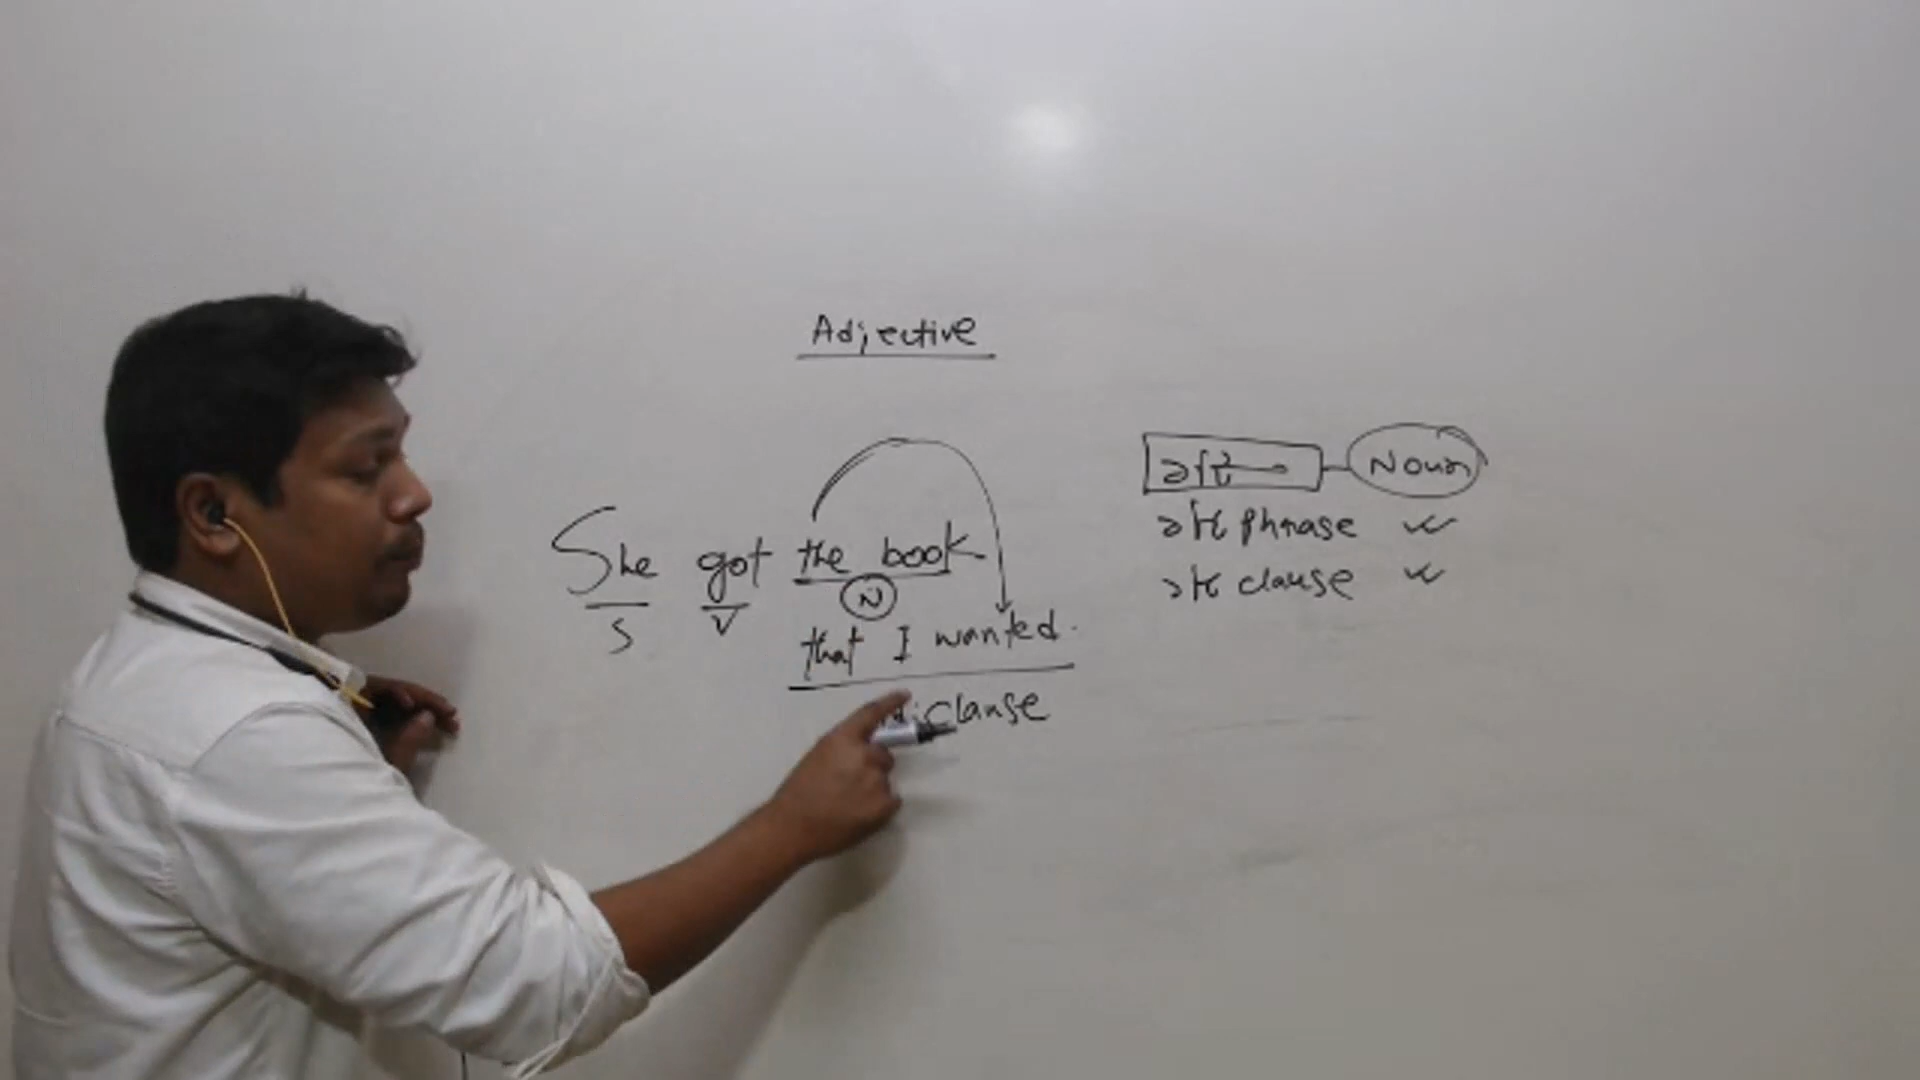 Adjective
Noun
She got the book
phrase
N
clause
S V
that I wanted.
clause